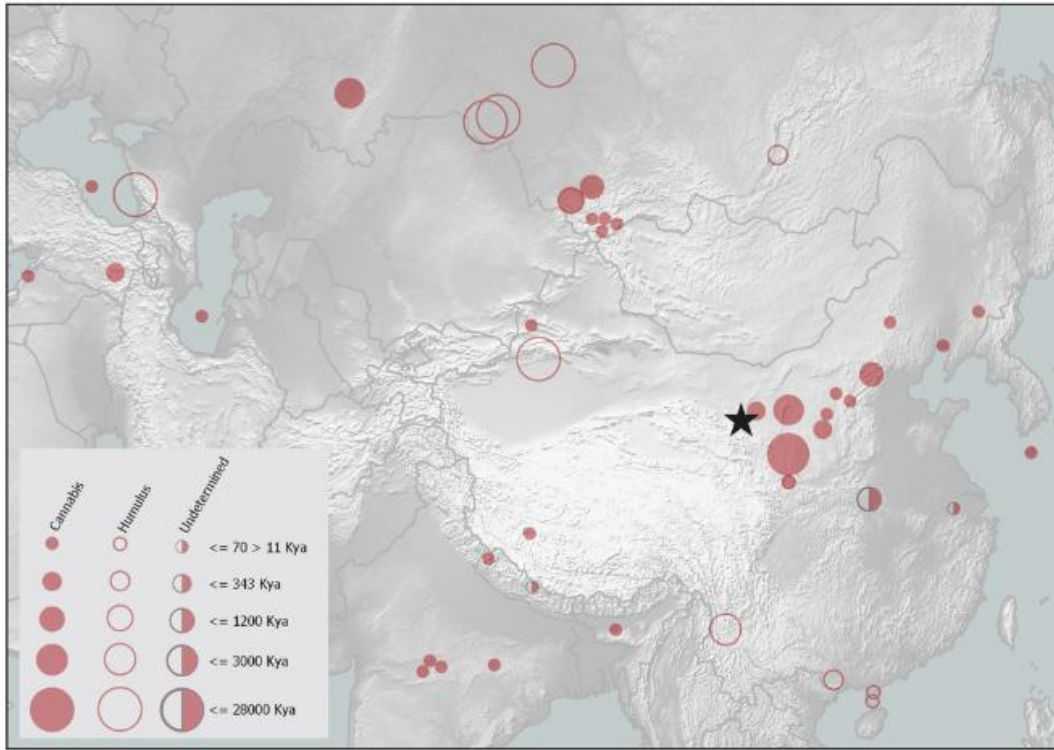 Cannabis
Humulus
Undetermined
<= 70 > 11 Kya
<= 343 Kya
<= 1200 Kya
<= 3000 Kya
<= 28000 Kya